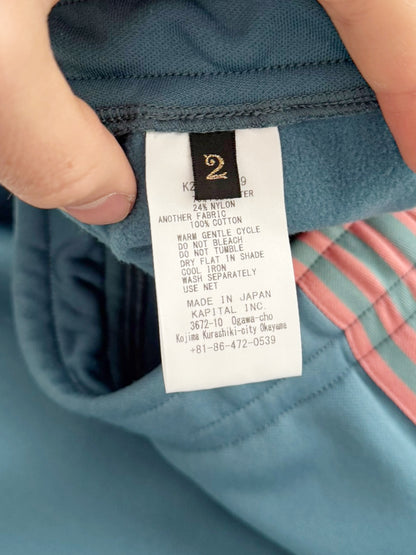 2
24% NYLON
ANOTHER FABRIC
100% COTTON
WARM GENTLE CYCLE
DO NOT BLEACH
DO NOT TUMBLE
DRY FLAT IN SHADE
COOL IRON
WASH SEPARATELY
USE NET
MADE IN JAPAN
KAPITAL INC.
3672-10 Ogawa-cho
Kojima Kurashiki-city Okayama
+81-86-472-0539